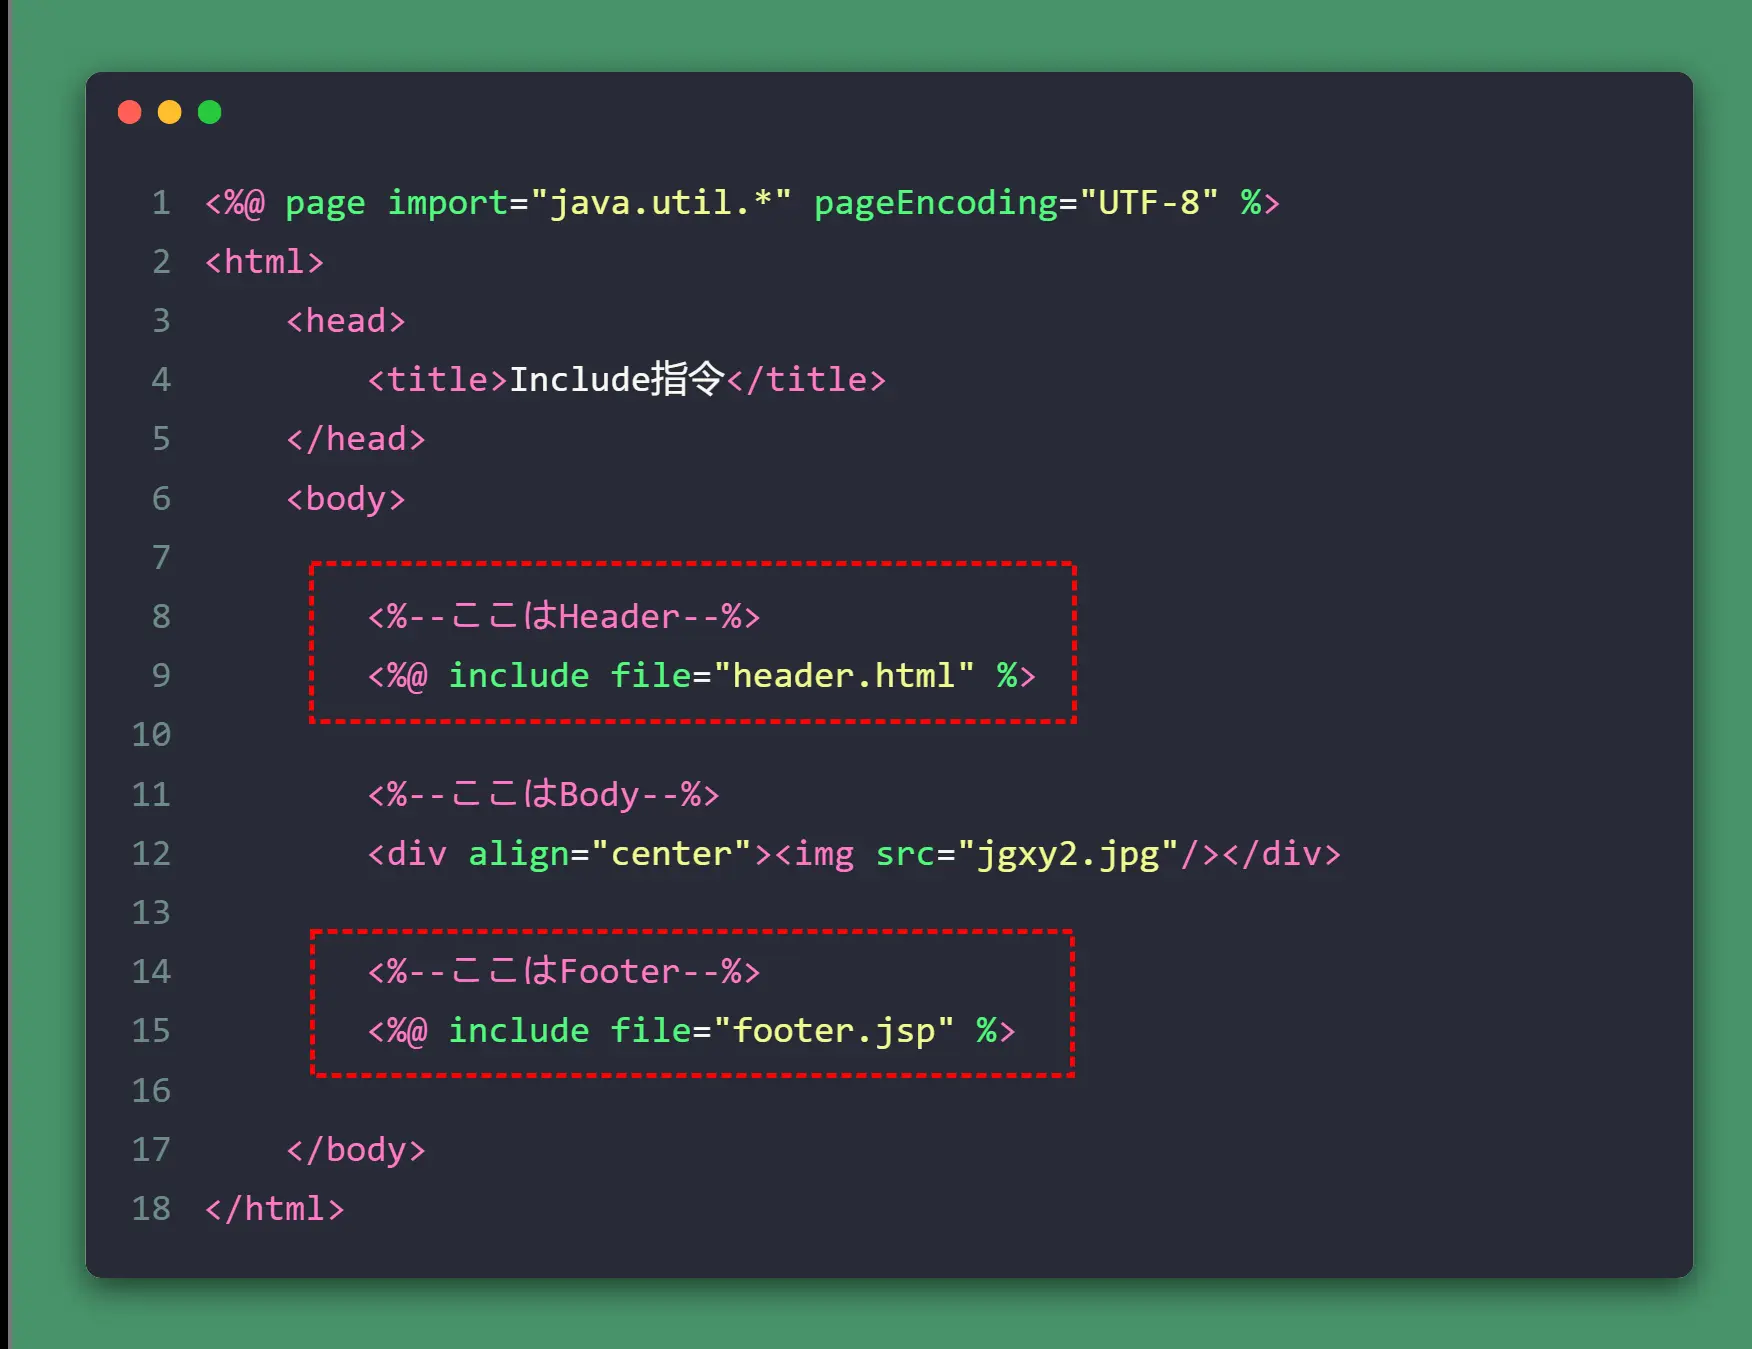 1 <%@ page import="java.util.*" pageEncoding="UTF-8" %>
2 <html>
3     <head>
4         <title>Include指令</title>
5     </head>
6     <body>
7
8         <%--ここはHeader--%>
9         <%@ include file="header.html" %>
10
11         <%--ここはBody--%>
12         <div align="center"><img src="jgxy2.jpg"/></div>
13
14         <%--ここはFooter--%>
15         <%@ include file="footer.jsp" %>
16
17     </body>
18 </html>